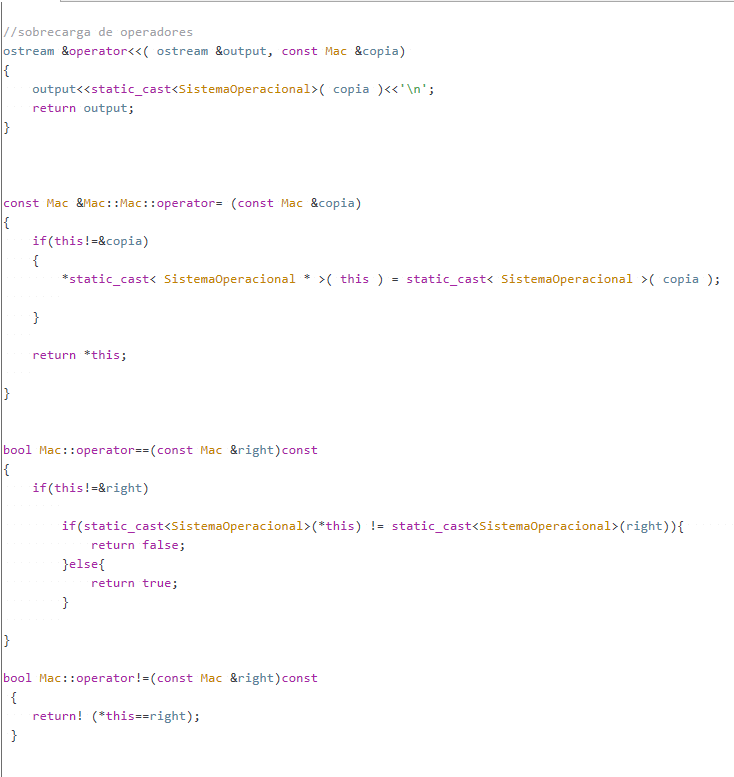 //sobrecarga de operadores
ostream &operator<<( ostream &output, const Mac &copia)
{
    output<<static_cast<SistemaOperacional>( copia )<<'\n';
    return output;
}
const Mac &Mac::Mac::operator= (const Mac &copia)
{
    if(this!=&copia)
    {
        *static_cast< SistemaOperacional * >( this ) = static_cast< SistemaOperacional >( copia );
    }
    return *this;
}
bool Mac::operator==(const Mac &right)const
{
    if(this!=&right)
        if(static_cast<SistemaOperacional>(*this) != static_cast<SistemaOperacional>(right)){
            return false;
        }else{
            return true;
        }
}
bool Mac::operator!=(const Mac &right)const
 {
    return! (*this==right);
 }